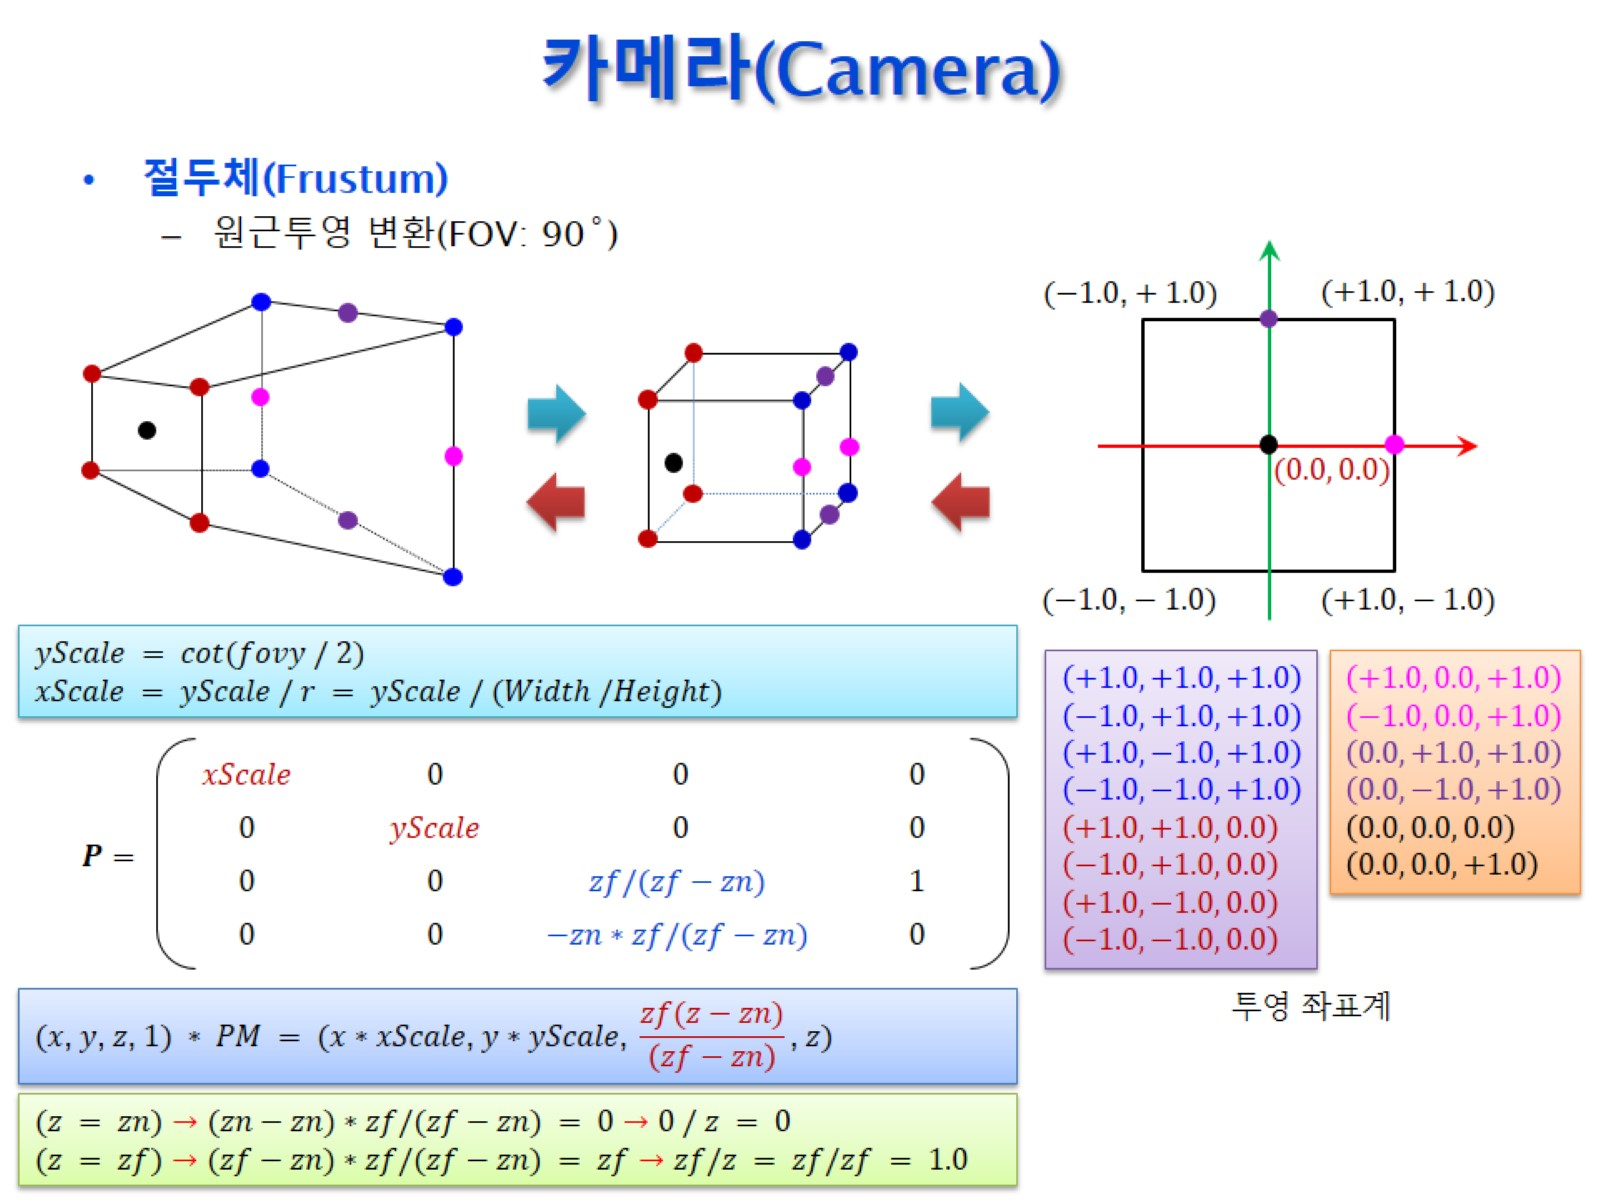 카메라(Camera)
• 절두체(Frustum)
– 원근투영 변환(FOV: 90˚)
(−1.0, + 1.0)
(+1.0, + 1.0)
(0.0, 0.0)
(−1.0, − 1.0)
(+1.0, − 1.0)
yScale = cot(fovy / 2)
xScale = yScale / r = yScale / (Width /Height)
P =
xScale 0 0 0
0 yScale 0 0
0 0 zf/(zf − zn) 1
0 0 −zn ∗ zf/(zf − zn) 0
(x, y, z, 1) ∗ PM = (x ∗ xScale, y ∗ yScale, zf(z − zn)/(zf − zn), z)
(z = zn) → (zn − zn) ∗ zf/(zf − zn) = 0 → 0 / z = 0
(z = zf) → (zf − zn) ∗ zf/(zf − zn) = zf → zf/z = zf/zf = 1.0
(+1.0, +1.0, +1.0)
(−1.0, +1.0, +1.0)
(+1.0, −1.0, +1.0)
(−1.0, −1.0, +1.0)
(+1.0, +1.0, 0.0)
(−1.0, +1.0, 0.0)
(+1.0, −1.0, 0.0)
(−1.0, −1.0, 0.0)
(+1.0, 0.0, +1.0)
(−1.0, 0.0, +1.0)
(0.0, +1.0, +1.0)
(0.0, −1.0, +1.0)
(0.0, 0.0, 0.0)
(0.0, 0.0, +1.0)
투영 좌표계